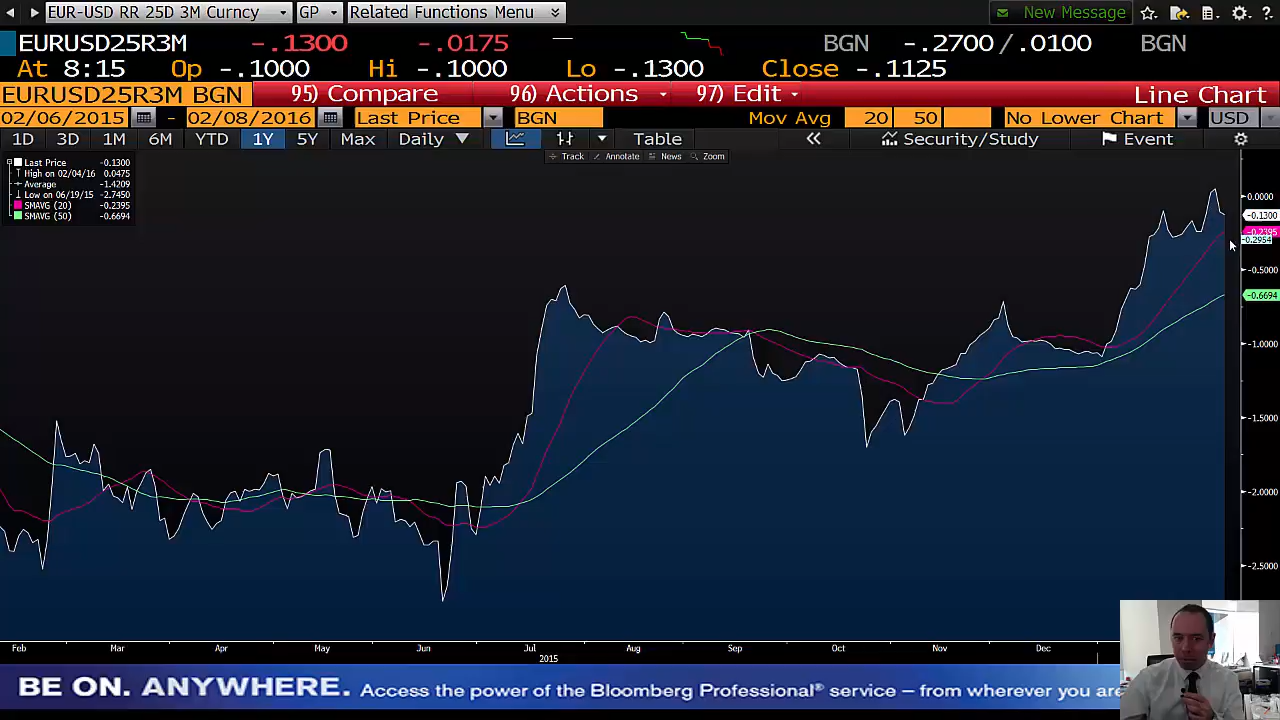 EUR-USD RR 25D 3M Curncy GP Related Functions Menu New Message
EURUSD25R3M -.1300 -.0175 BGN -.2700/.0100 BGN
At 8:15 Op -.1000 Hi -.1000 Lo -.1300 Close -.1125
EURUSD25R3M BGN 95) Compare 96) Actions 97) Edit Line Chart
02/06/2015 - 02/08/2016 Last Price BGN Mov Avg 20 50 No Lower Chart USD
1D 3D 1M 6M YTD 1Y 5Y Max Daily Table Security/Study Event
Track Annotate News Zoom
Last Price -0.1300
High on 02/04/16 0.0475
Average -1.4209
Low on 06/19/15 -2.7450
SMAVG (20) -0.2395
SMAVG (50) -0.6694
0.0000
-0.1300
-0.2395
-0.2954
-0.5000
-0.6694
-1.0000
-1.5000
-2.0000
-2.5000
Feb Mar Apr May Jun Jul Aug Sep Oct Nov Dec
2015
BE ON. ANYWHERE. Access the power of the Bloomberg Professional® service – from wherever you are